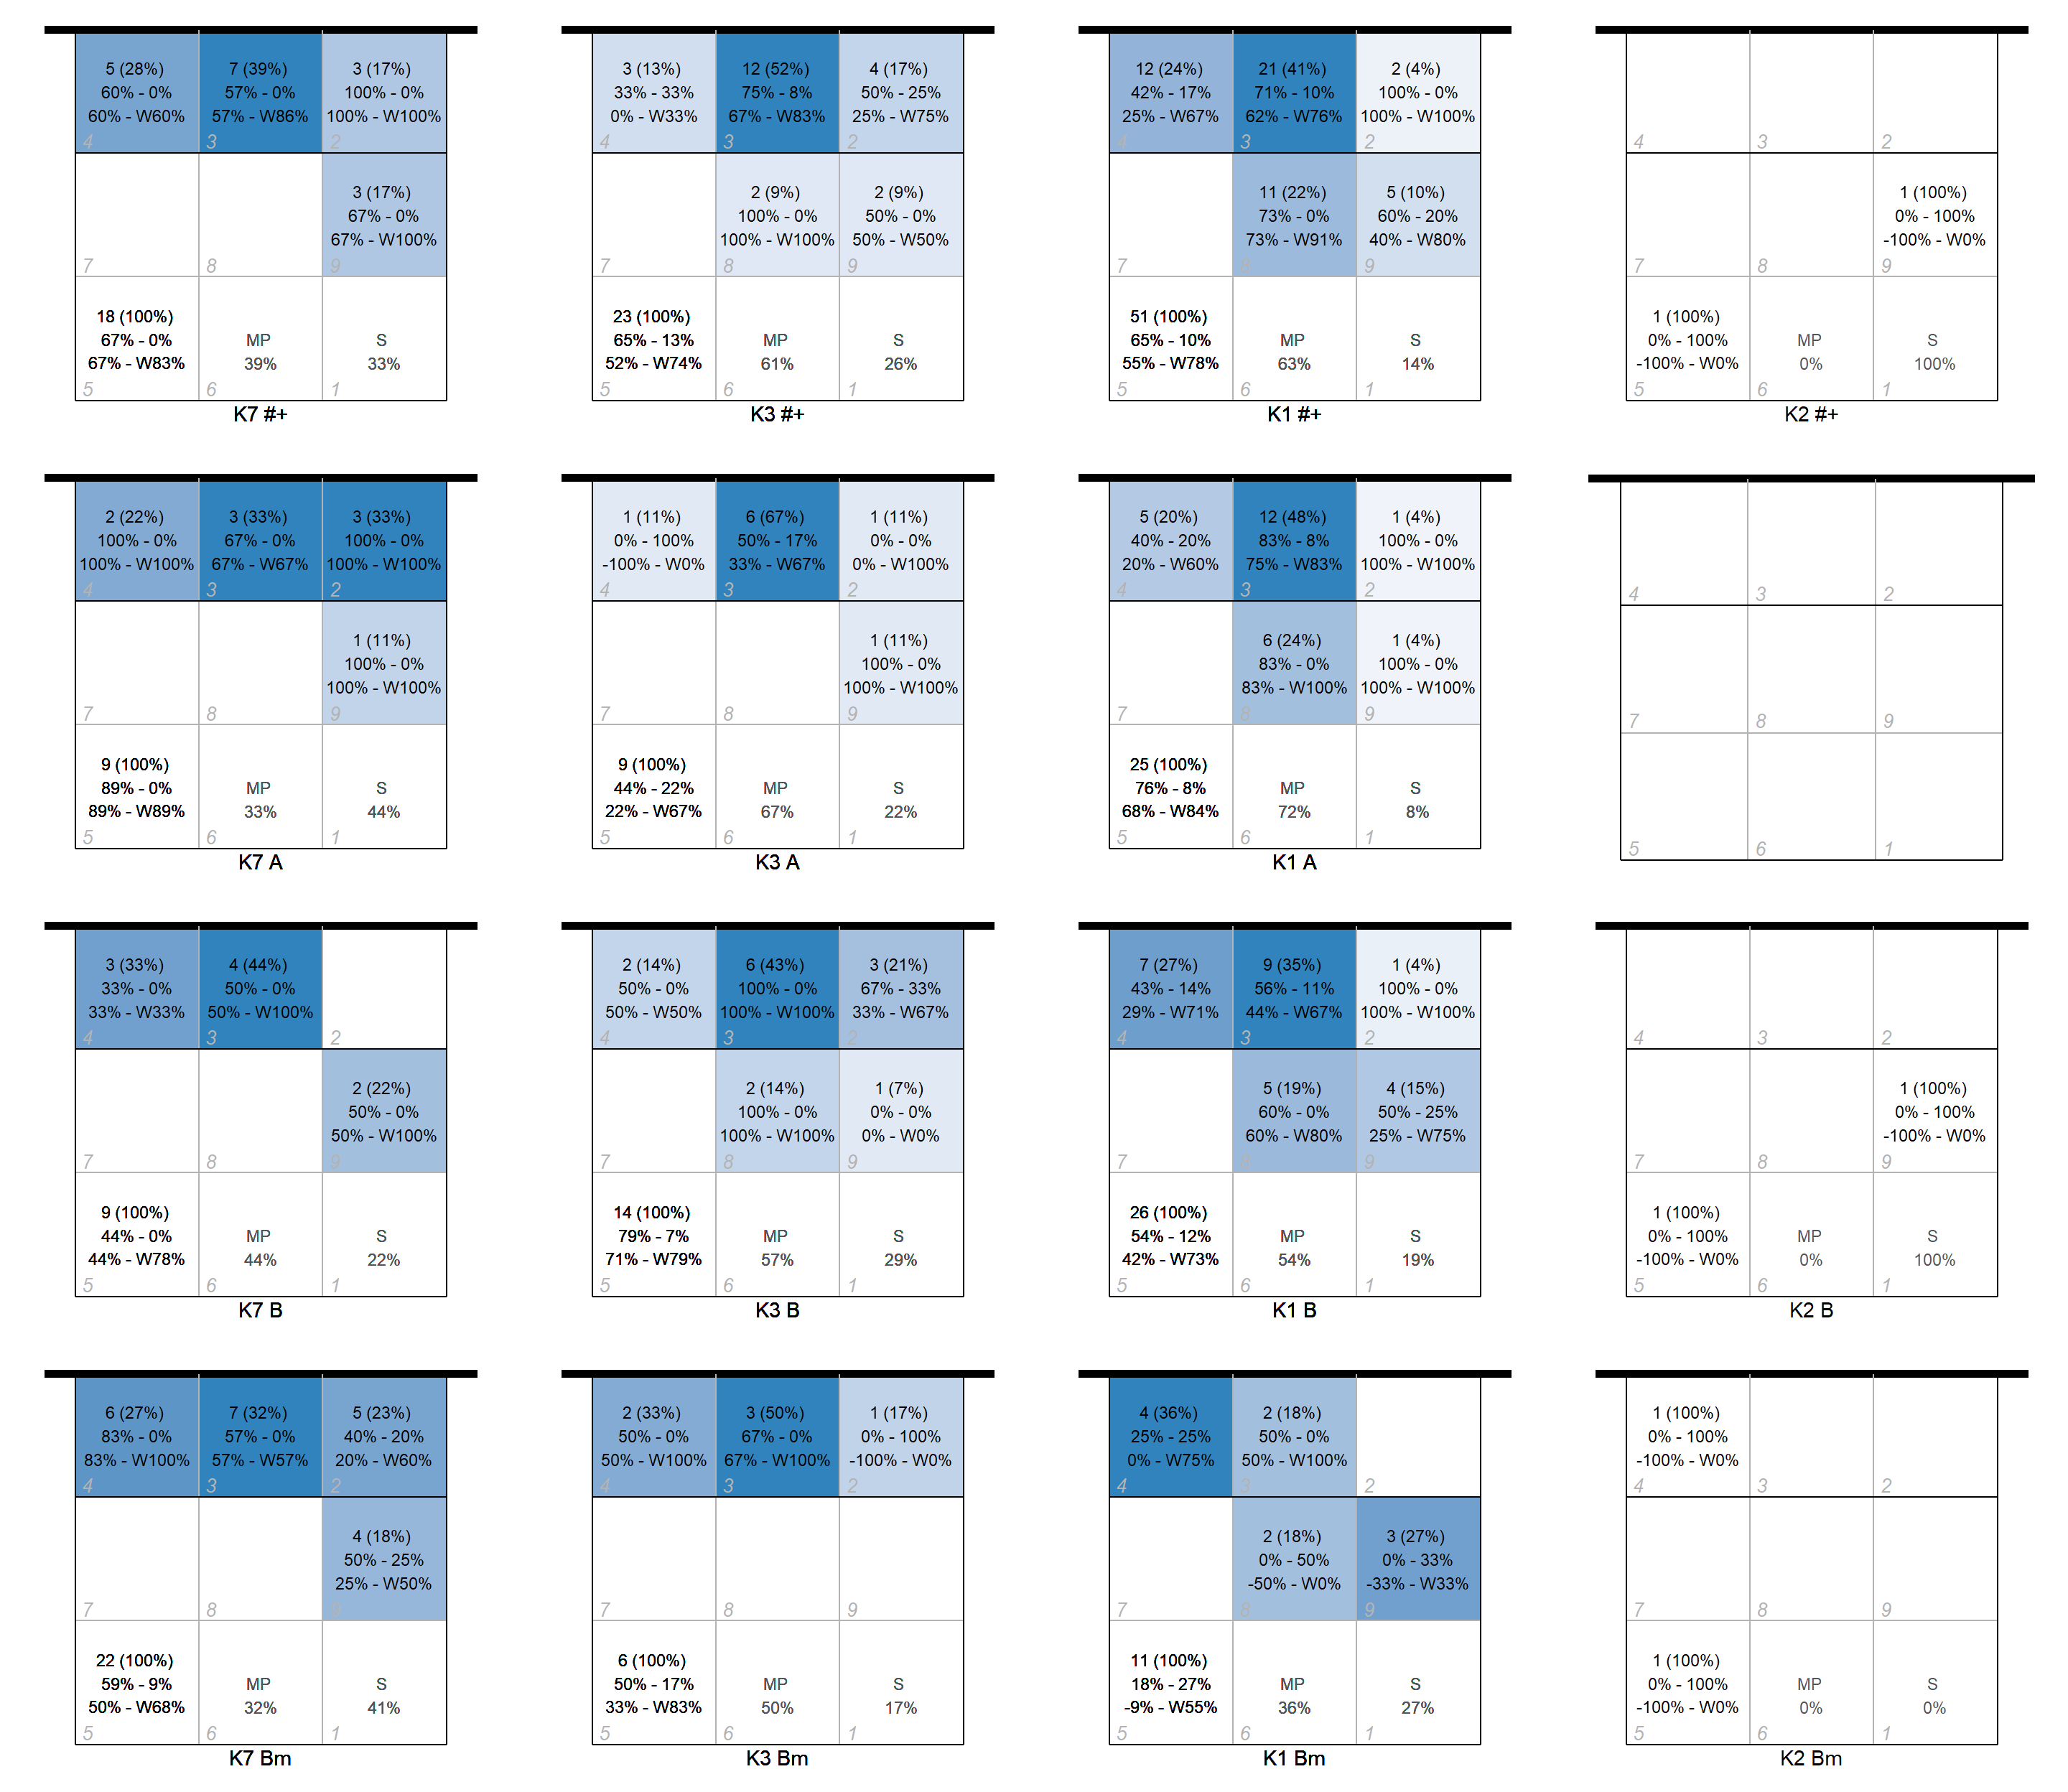 5 (28%)
60% - 0%
60% - W60%
4
7 (39%)
57% - 0%
57% - W86%
3
3 (17%)
100% - 0%
100% - W100%
2
7
8
3 (17%)
67% - 0%
67% - W100%
9
18 (100%)
67% - 0%
67% - W83%
5
MP
39%
6
S
33%
1
K7 #+
3 (13%)
33% - 33%
0% - W33%
4
12 (52%)
75% - 8%
67% - W83%
3
4 (17%)
50% - 25%
25% - W75%
2
7
2 (9%)
100% - 0%
100% - W100%
8
2 (9%)
50% - 0%
50% - W50%
9
23 (100%)
65% - 13%
52% - W74%
5
MP
61%
6
S
26%
1
K3 #+
12 (24%)
42% - 17%
25% - W67%
4
21 (41%)
71% - 10%
62% - W76%
3
2 (4%)
100% - 0%
100% - W100%
2
7
11 (22%)
73% - 0%
73% - W91%
8
5 (10%)
60% - 20%
40% - W80%
9
51 (100%)
65% - 10%
55% - W78%
5
MP
63%
6
S
14%
1
K1 #+
4
3
2
7
8
1 (100%)
0% - 100%
-100% - W0%
9
1 (100%)
0% - 100%
-100% - W0%
5
MP
0%
6
S
100%
1
K2 #+
2 (22%)
100% - 0%
100% - W100%
4
3 (33%)
67% - 0%
67% - W67%
3
3 (33%)
100% - 0%
100% - W100%
2
7
8
1 (11%)
100% - 0%
100% - W100%
9
9 (100%)
89% - 0%
89% - W89%
5
MP
33%
6
S
44%
1
K7 A
1 (11%)
0% - 100%
-100% - W0%
4
6 (67%)
50% - 17%
33% - W67%
3
1 (11%)
0% - 0%
0% - W100%
2
7
8
1 (11%)
100% - 0%
100% - W100%
9
9 (100%)
44% - 22%
22% - W67%
5
MP
67%
6
S
22%
1
K3 A
5 (20%)
40% - 20%
20% - W60%
4
12 (48%)
83% - 8%
75% - W83%
3
1 (4%)
100% - 0%
100% - W100%
2
7
6 (24%)
83% - 0%
83% - W100%
8
1 (4%)
100% - 0%
100% - W100%
9
25 (100%)
76% - 8%
68% - W84%
5
MP
72%
6
S
8%
1
K1 A
4
3
2
7
8
9
5
6
1
3 (33%)
33% - 0%
33% - W33%
4
4 (44%)
50% - 0%
50% - W100%
3
2
7
8
2 (22%)
50% - 0%
50% - W100%
9
9 (100%)
44% - 0%
44% - W78%
5
MP
44%
6
S
22%
1
K7 B
2 (14%)
50% - 0%
50% - W50%
4
6 (43%)
100% - 0%
100% - W100%
3
3 (21%)
67% - 33%
33% - W67%
2
7
2 (14%)
100% - 0%
100% - W100%
8
1 (7%)
0% - 0%
0% - W0%
9
14 (100%)
79% - 7%
71% - W79%
5
MP
57%
6
S
29%
1
K3 B
7 (27%)
43% - 14%
29% - W71%
4
9 (35%)
56% - 11%
44% - W67%
3
1 (4%)
100% - 0%
100% - W100%
2
7
5 (19%)
60% - 0%
60% - W80%
8
4 (15%)
50% - 25%
25% - W75%
9
26 (100%)
54% - 12%
42% - W73%
5
MP
54%
6
S
19%
1
K1 B
4
3
2
7
8
1 (100%)
0% - 100%
-100% - W0%
9
1 (100%)
0% - 100%
-100% - W0%
5
MP
0%
6
S
100%
1
K2 B
6 (27%)
83% - 0%
83% - W100%
4
7 (32%)
57% - 0%
57% - W57%
3
5 (23%)
40% - 20%
20% - W60%
2
7
8
4 (18%)
50% - 25%
25% - W50%
9
22 (100%)
59% - 9%
50% - W68%
5
MP
32%
6
S
41%
1
K7 Bm
2 (33%)
50% - 0%
50% - W100%
4
3 (50%)
67% - 0%
67% - W100%
3
1 (17%)
0% - 100%
-100% - W0%
2
7
8
9
6 (100%)
50% - 17%
33% - W83%
5
MP
50%
6
S
17%
1
K3 Bm
4 (36%)
25% - 25%
0% - W75%
4
2 (18%)
50% - 0%
50% - W100%
3
2
7
2 (18%)
0% - 50%
-50% - W0%
8
3 (27%)
0% - 33%
-33% - W33%
9
11 (100%)
18% - 27%
-9% - W55%
5
MP
36%
6
S
27%
1
K1 Bm
1 (100%)
0% - 100%
-100% - W0%
4
3
2
7
8
9
1 (100%)
0% - 100%
-100% - W0%
5
MP
0%
6
S
0%
1
K2 Bm